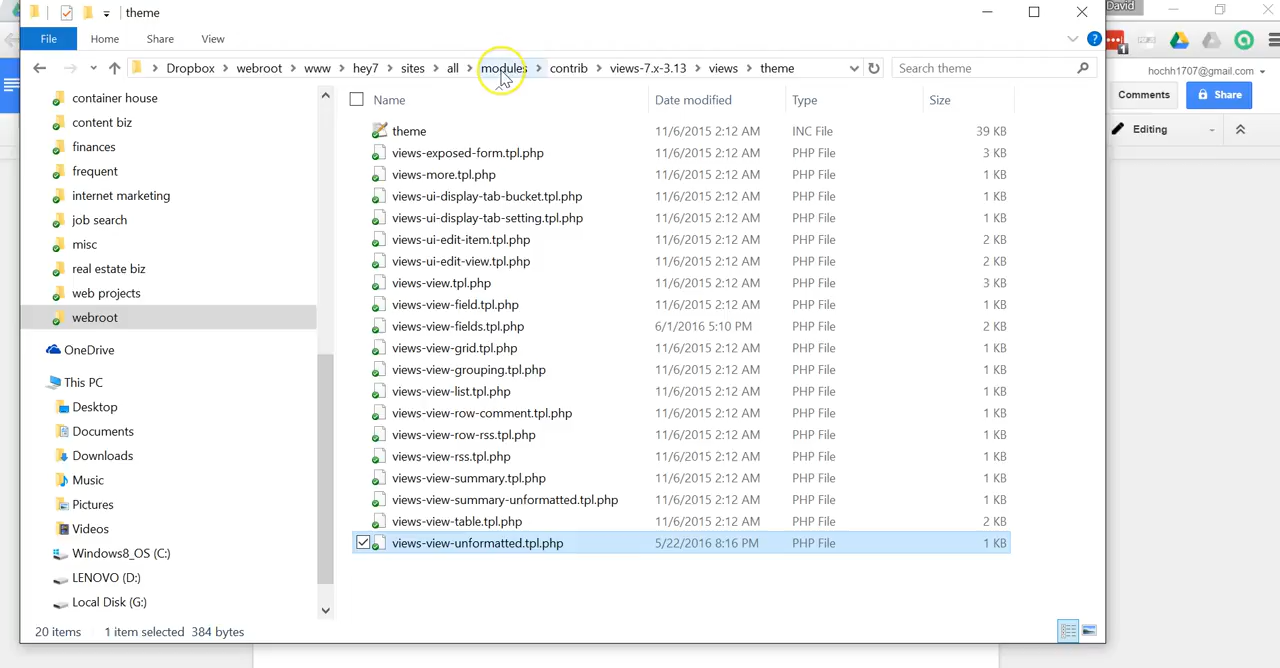 theme
David
File Home Share View
Dropbox webroot www hey7 sites all modules contrib views-7.x-3.13 views theme
Search theme
hochh1707@gmail.com
Comments
Share
Editing
Name Date modified Type Size
container house
content biz
finances
frequent
internet marketing
job search
misc
real estate biz
web projects
webroot
OneDrive
This PC
Desktop
Documents
Downloads
Music
Pictures
Videos
Windows8_OS (C:)
LENOVO (D:)
Local Disk (G:)
theme 11/6/2015 2:12 AM INC File 39 KB
views-exposed-form.tpl.php 11/6/2015 2:12 AM PHP File 3 KB
views-more.tpl.php 11/6/2015 2:12 AM PHP File 1 KB
views-ui-display-tab-bucket.tpl.php 11/6/2015 2:12 AM PHP File 1 KB
views-ui-display-tab-setting.tpl.php 11/6/2015 2:12 AM PHP File 1 KB
views-ui-edit-item.tpl.php 11/6/2015 2:12 AM PHP File 2 KB
views-ui-edit-view.tpl.php 11/6/2015 2:12 AM PHP File 2 KB
views-view.tpl.php 11/6/2015 2:12 AM PHP File 3 KB
views-view-field.tpl.php 11/6/2015 2:12 AM PHP File 1 KB
views-view-fields.tpl.php 6/1/2016 5:10 PM PHP File 2 KB
views-view-grid.tpl.php 11/6/2015 2:12 AM PHP File 1 KB
views-view-grouping.tpl.php 11/6/2015 2:12 AM PHP File 1 KB
views-view-list.tpl.php 11/6/2015 2:12 AM PHP File 1 KB
views-view-row-comment.tpl.php 11/6/2015 2:12 AM PHP File 1 KB
views-view-row-rss.tpl.php 11/6/2015 2:12 AM PHP File 1 KB
views-view-rss.tpl.php 11/6/2015 2:12 AM PHP File 1 KB
views-view-summary.tpl.php 11/6/2015 2:12 AM PHP File 1 KB
views-view-summary-unformatted.tpl.php 11/6/2015 2:12 AM PHP File 1 KB
views-view-table.tpl.php 11/6/2015 2:12 AM PHP File 2 KB
views-view-unformatted.tpl.php 5/22/2016 8:16 PM PHP File 1 KB
20 items 1 item selected 384 bytes